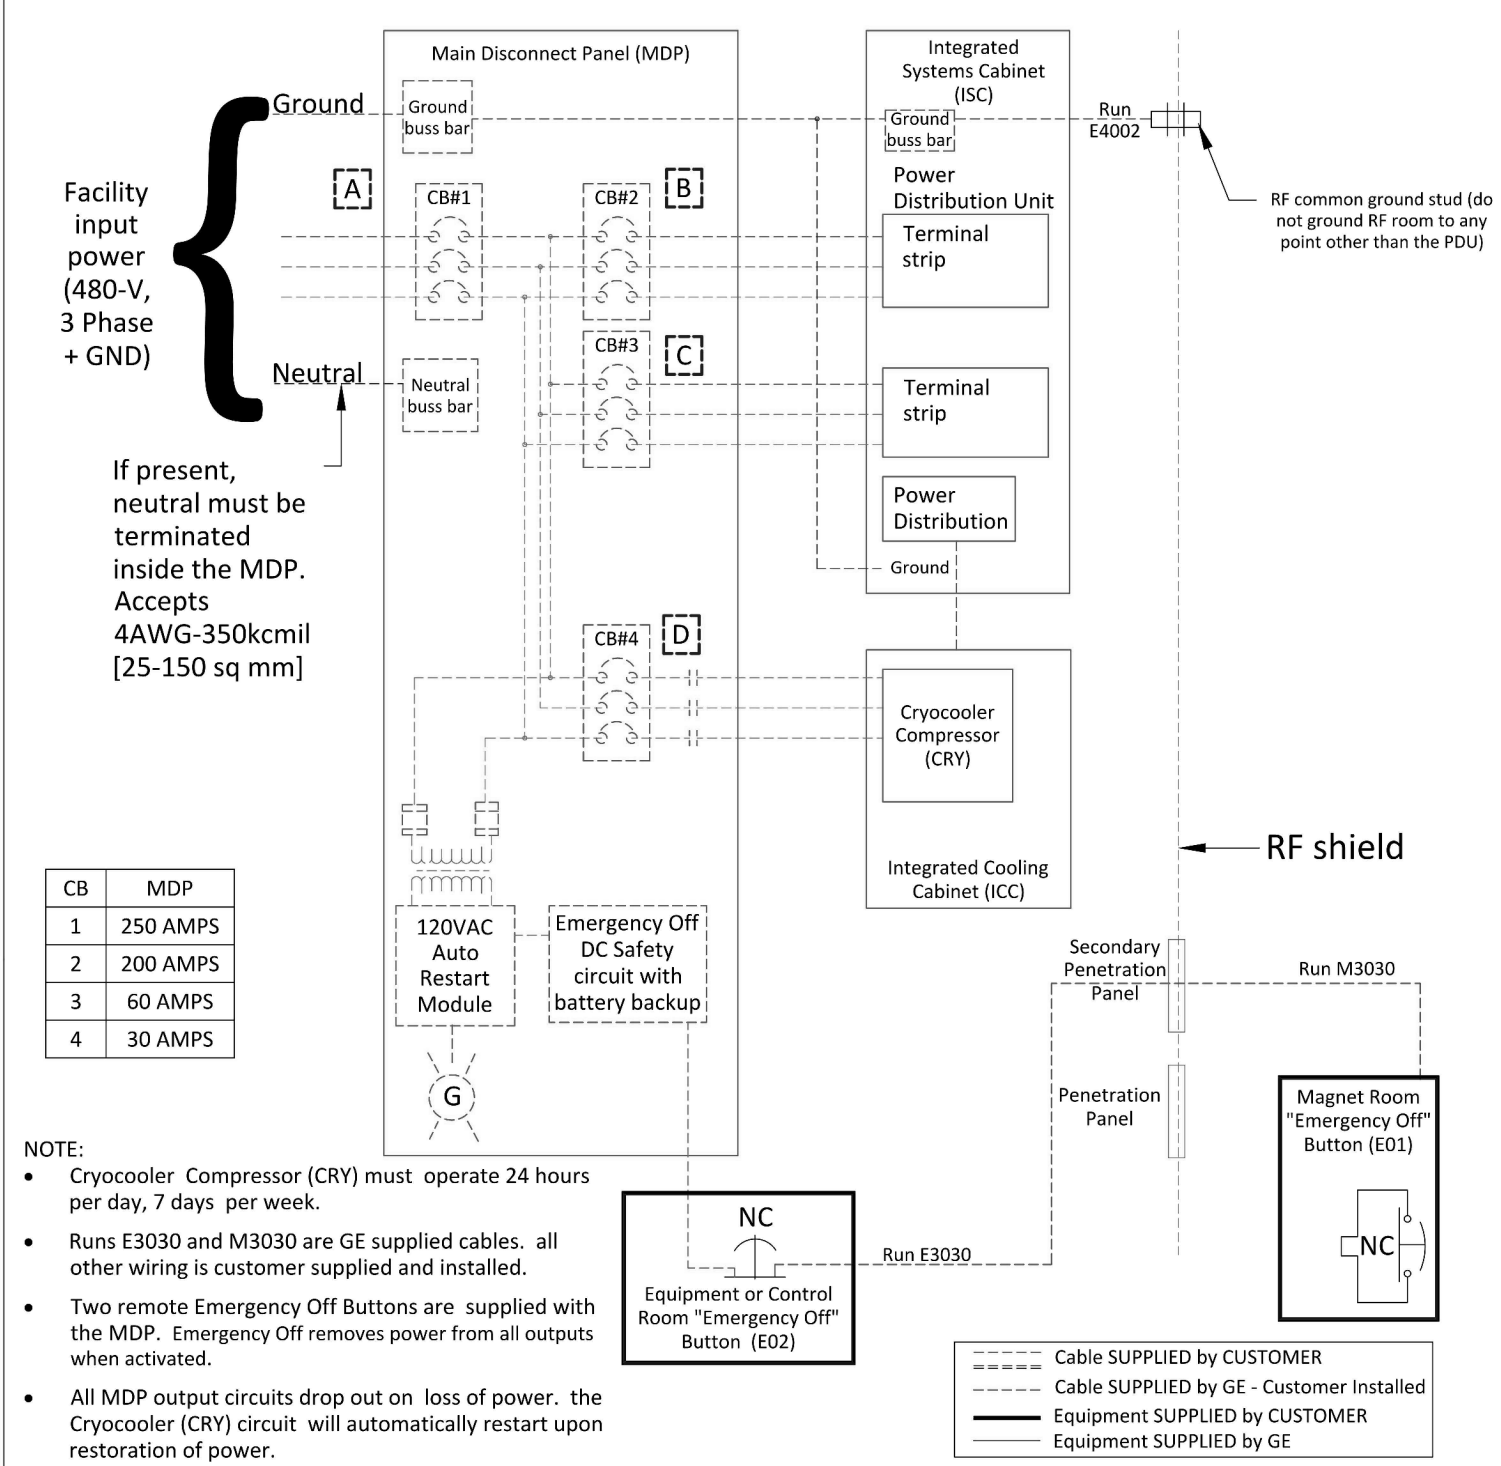 Main Disconnect Panel (MDP)
Integrated
Systems Cabinet
(ISC)
Ground
Ground
buss bar
Ground
buss bar
Run
E4002
RF common ground stud (do
not ground RF room to any
point other than the PDU)
Facility
input
power
(480-V,
3 Phase
+ GND)
A
CB#1
CB#2
B
Power
Distribution Unit
Terminal
strip
CB#3
C
Neutral
Neutral
buss bar
Terminal
strip
If present,
neutral must be
terminated
inside the MDP.
Accepts
4AWG-350kcmil
[25-150 sq mm]
Power
Distribution
Ground
CB#4
D
Cryocooler
Compressor
(CRY)
Integrated Cooling
Cabinet (ICC)
RF shield
CB MDP
1 250 AMPS
2 200 AMPS
3 60 AMPS
4 30 AMPS
120VAC
Auto
Restart
Module
Emergency Off
DC Safety
circuit with
battery backup
G
Secondary
Penetration
Panel
Run M3030
Penetration
Panel
Magnet Room
"Emergency Off"
Button (E01)
NC
NC
Run E3030
Equipment or Control
Room "Emergency Off"
Button (E02)
NOTE:
• Cryocooler Compressor (CRY) must operate 24 hours
per day, 7 days per week.
• Runs E3030 and M3030 are GE supplied cables. all
other wiring is customer supplied and installed.
• Two remote Emergency Off Buttons are supplied with
the MDP. Emergency Off removes power from all outputs
when activated.
• All MDP output circuits drop out on loss of power. the
Cryocooler (CRY) circuit will automatically restart upon
restoration of power.
Cable SUPPLIED by CUSTOMER
Cable SUPPLIED by GE - Customer Installed
Equipment SUPPLIED by CUSTOMER
Equipment SUPPLIED by GE